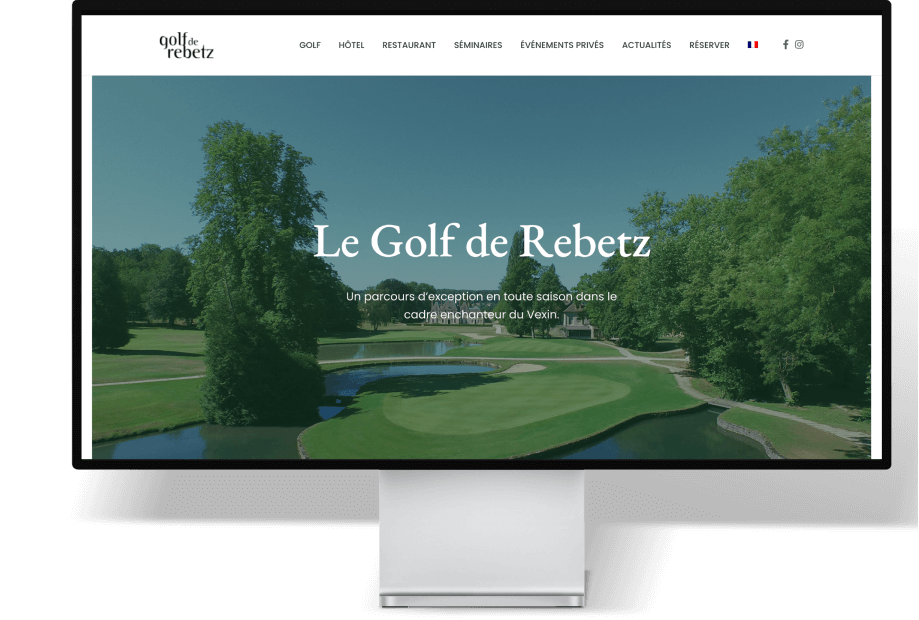 golf de
rebetz
GOLF HÔTEL RESTAURANT SÉMINAIRES ÉVÉNEMENTS PRIVÉS ACTUALITÉS RÉSERVER
Le Golf de Rebetz
Un parcours d'exception en toute saison dans le
cadre enchanteur du Vexin.